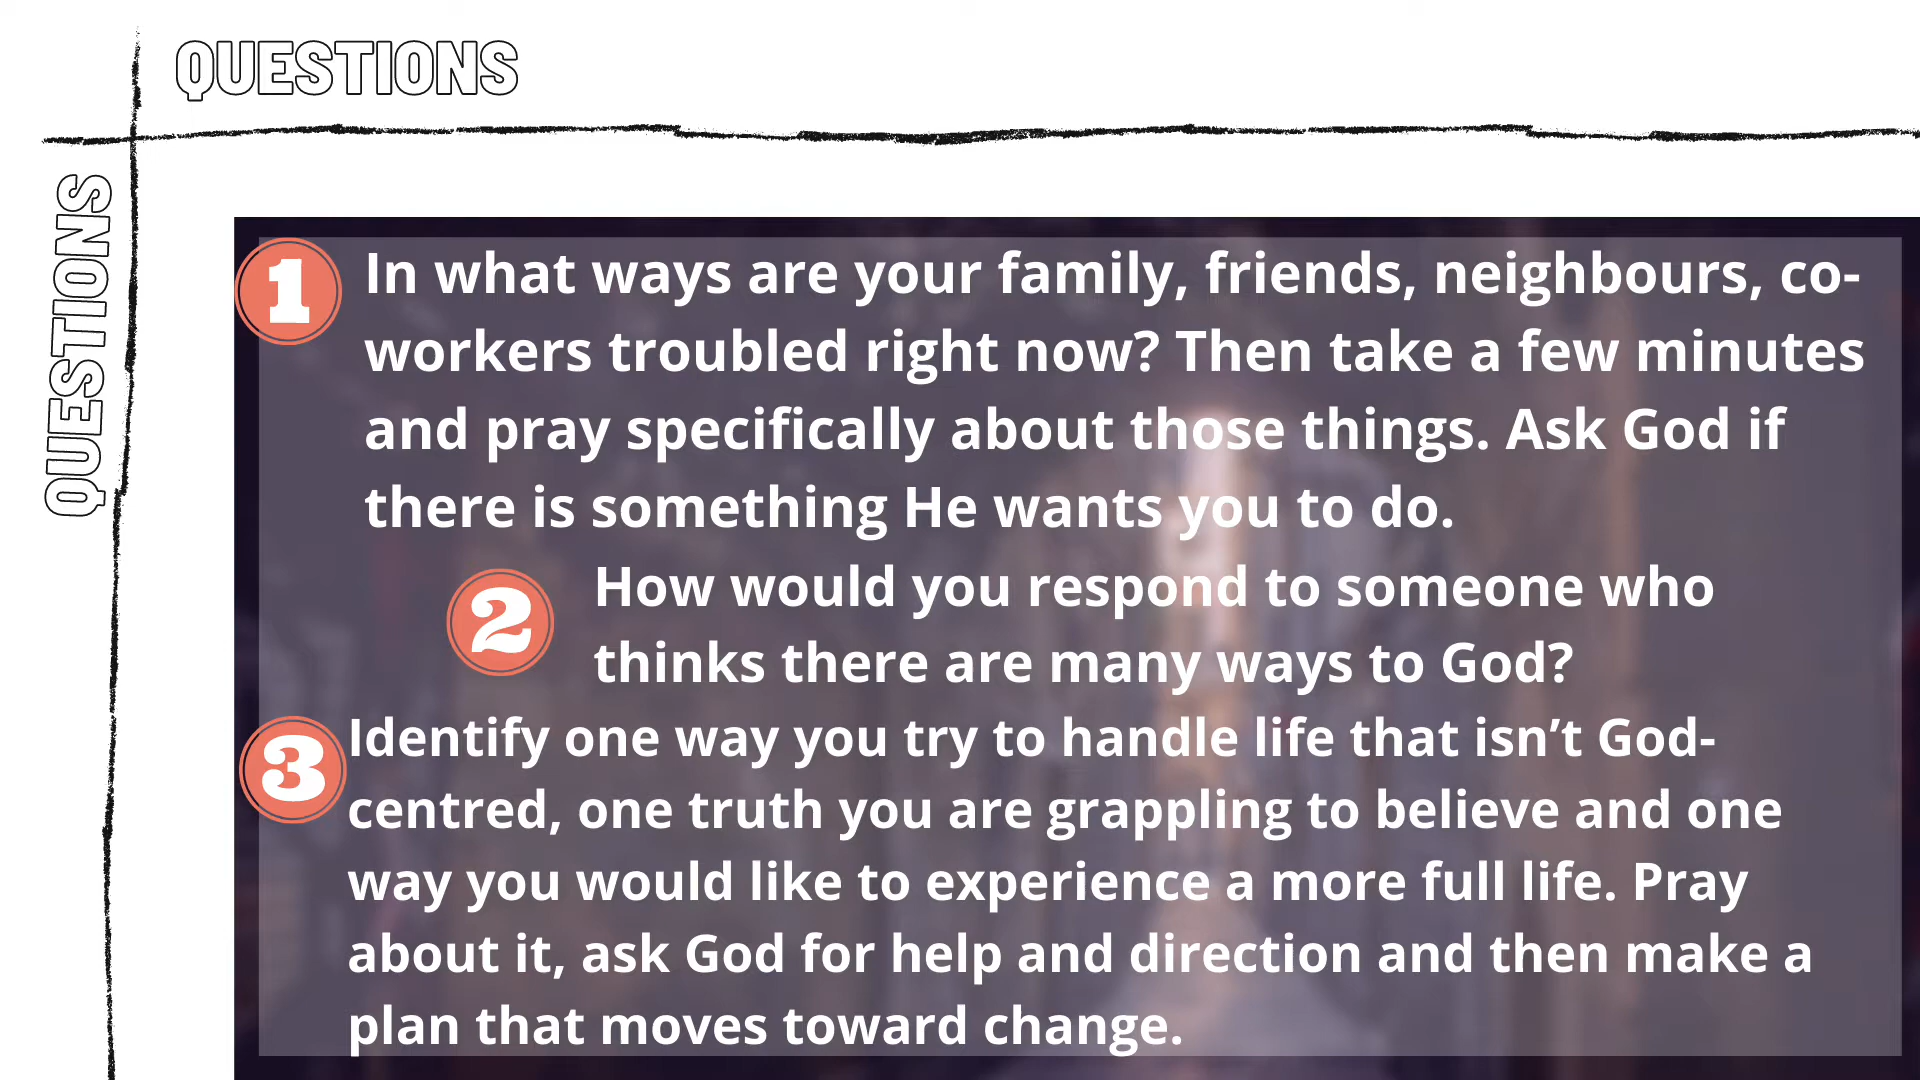 QUESTIONS
QUESTIONS
1
In what ways are your family, friends, neighbours, co-
workers troubled right now? Then take a few minutes
and pray specifically about those things. Ask God if
there is something He wants you to do.
2
How would you respond to someone who
thinks there are many ways to God?
3
Identify one way you try to handle life that isn’t God-
centred, one truth you are grappling to believe and one
way you would like to experience a more full life. Pray
about it, ask God for help and direction and then make a
plan that moves toward change.